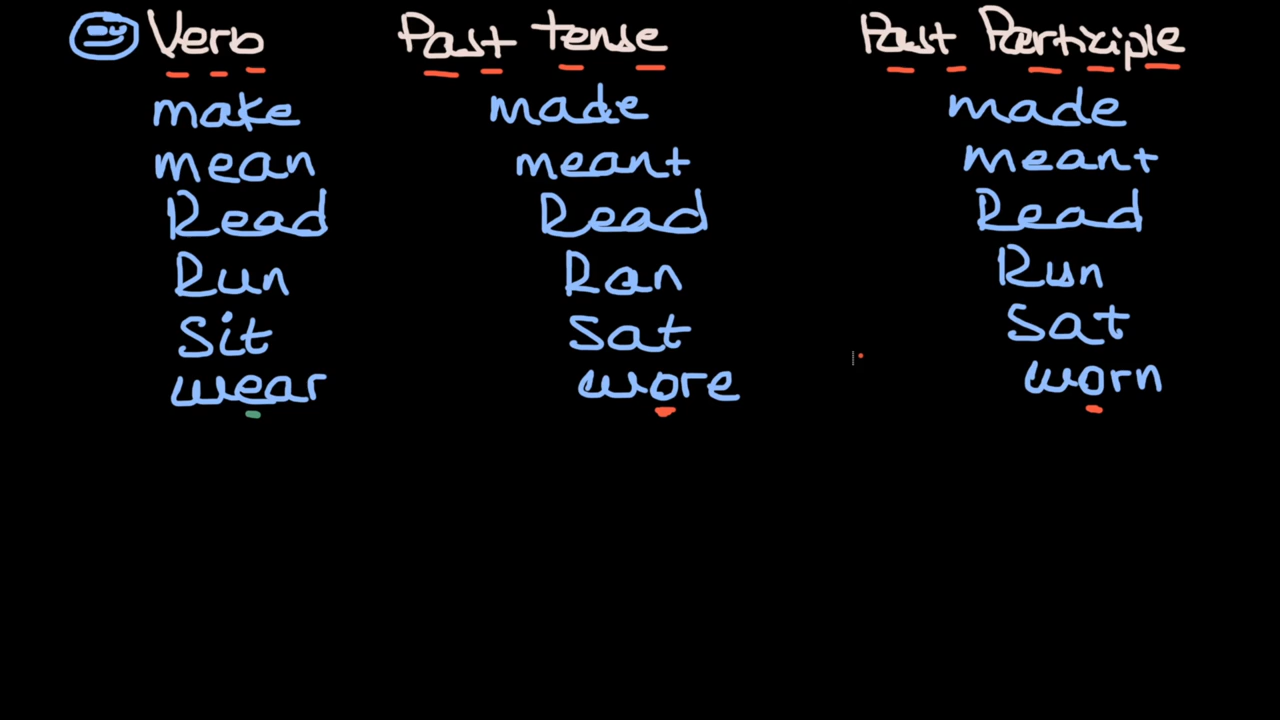 Verb Past tense Past Participle
make made made
mean meant meant
Read Read Read
Run Ran Run
Sit Sat Sat
wear wore worn